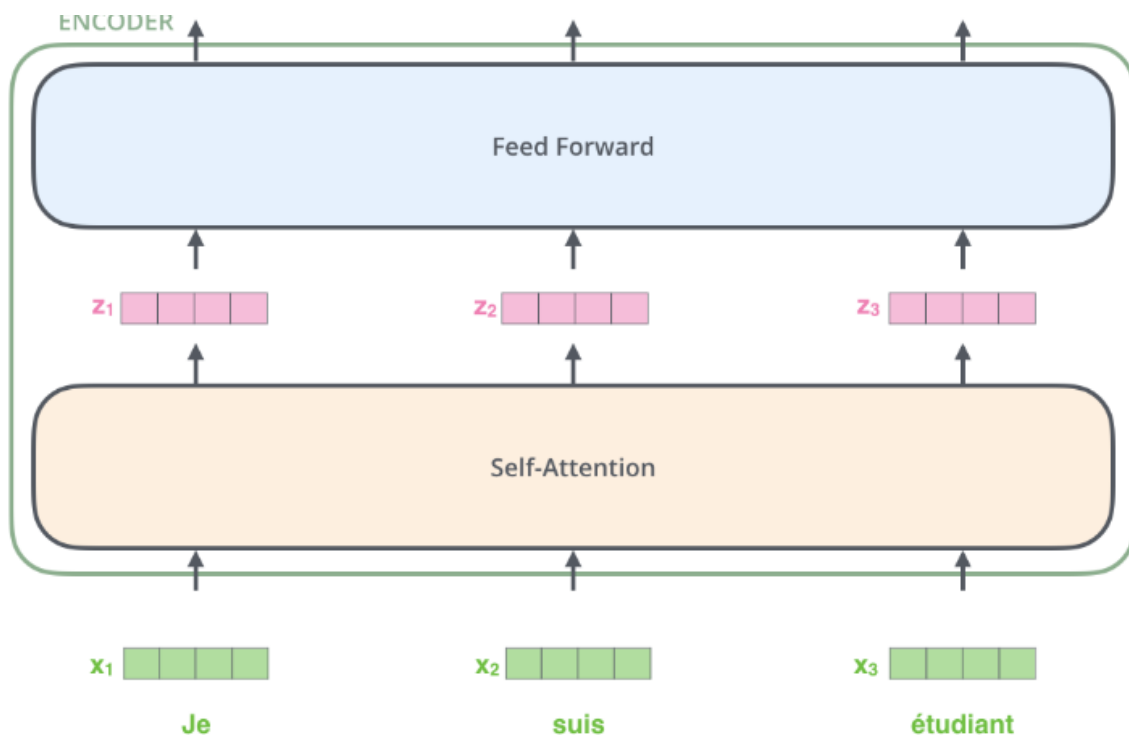 ENCODER
Feed Forward
z₁ z₂ z₃
Self-Attention
x₁ x₂ x₃
Je suis étudiant